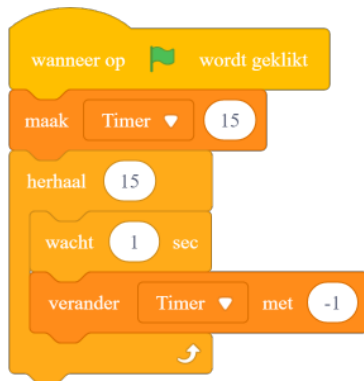 wanneer op wordt geklikt
maak Timer 15
herhaal 15
wacht 1 sec
verander Timer met -1